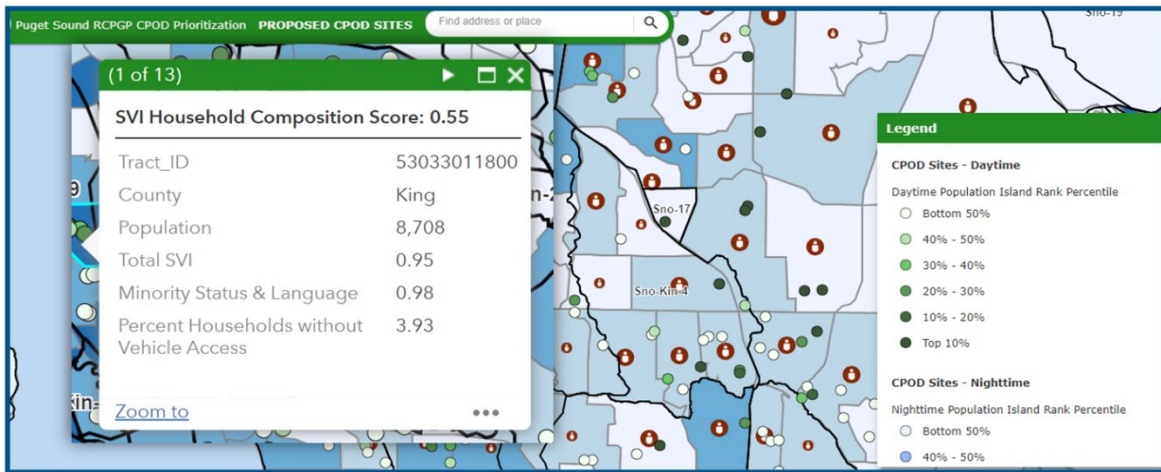 Puget Sound RCPGP CPOD Prioritization PROPOSED CPOD SITES
Find address or place
(1 of 13)
SVI Household Composition Score: 0.55
Tract_ID 53033011800
County King
Population 8,708
Total SVI 0.95
Minority Status & Language 0.98
Percent Households without 3.93
Vehicle Access
Zoom to
Sno-19
Sno-17
Sno-Kin-4
Legend
CPOD Sites - Daytime
Daytime Population Island Rank Percentile
Bottom 50%
40% - 50%
30% - 40%
20% - 30%
10% - 20%
Top 10%
CPOD Sites - Nighttime
Nighttime Population Island Rank Percentile
Bottom 50%
40% - 50%